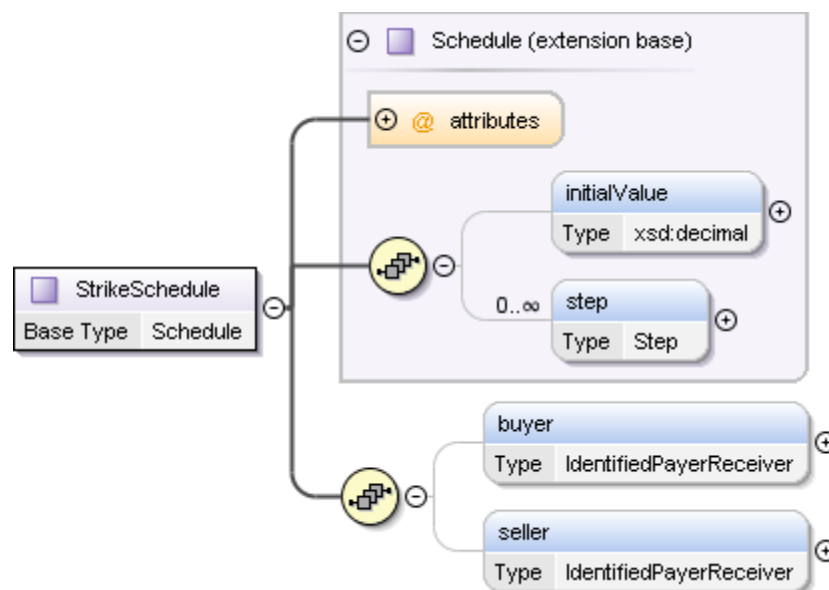 Schedule (extension base)
@ attributes
initialValue
Type xsd:decimal
0..∞
step
Type Step
StrikeSchedule
Base Type Schedule
buyer
Type IdentifiedPayerReceiver
seller
Type IdentifiedPayerReceiver